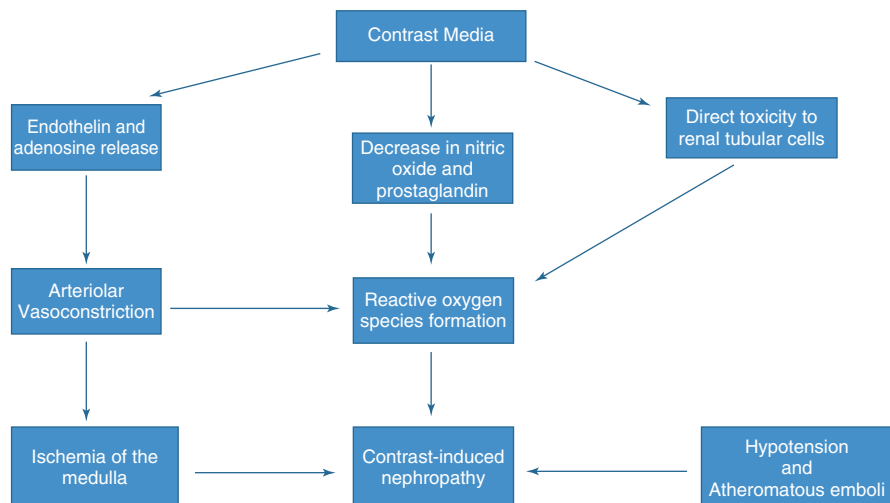 Contrast Media
Endothelin and
adenosine release
Decrease in nitric
oxide and
prostaglandin
Direct toxicity to
renal tubular cells
Arteriolar
Vasoconstriction
Reactive oxygen
species formation
Ischemia of the
medulla
Contrast-induced
nephropathy
Hypotension
and
Atheromatous emboli